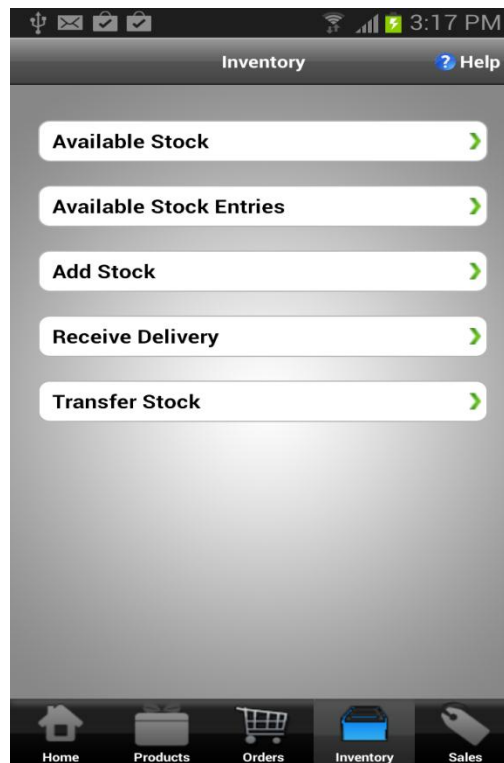 3:17 PM
Inventory ? Help
Available Stock
Available Stock Entries
Add Stock
Receive Delivery
Transfer Stock
Home Products Orders Inventory Sales